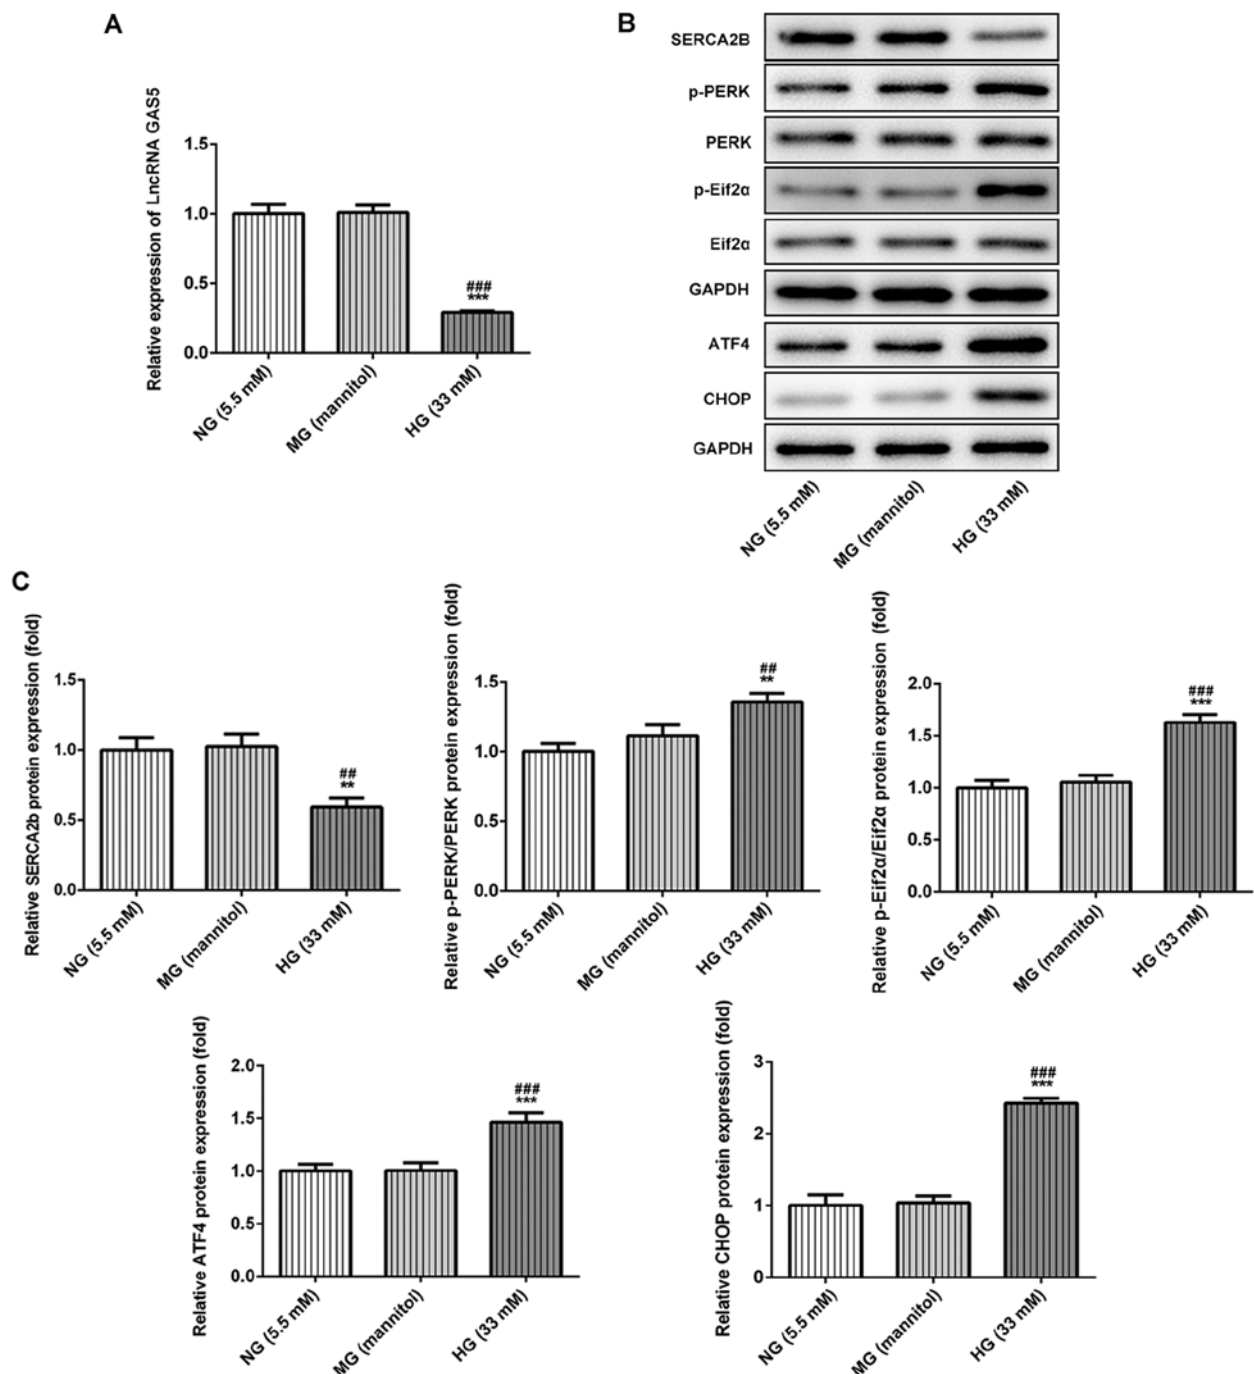 A
Relative expression of LncRNA GAS5
1.5
1.0
0.5
0.0
###
***
NG (5.5 mM)
MG (mannitol)
HG (33 mM)
B
SERCA2B
p-PERK
PERK
p-Eif2α
Eif2α
GAPDH
ATF4
CHOP
GAPDH
NG (5.5 mM)
MG (mannitol)
HG (33 mM)
C
Relative SERCA2b protein expression (fold)
1.5
1.0
0.5
0.0
##
**
NG (5.5 mM)
MG (mannitol)
HG (33 mM)
Relative p-PERK/PERK protein expression (fold)
1.5
1.0
0.5
0.0
##
**
NG (5.5 mM)
MG (mannitol)
HG (33 mM)
Relative p-Eif2α/Eif2α protein expression (fold)
2.0
1.5
1.0
0.5
0.0
###
***
NG (5.5 mM)
MG (mannitol)
HG (33 mM)
Relative ATF4 protein expression (fold)
2.0
1.5
1.0
0.5
0.0
###
***
NG (5.5 mM)
MG (mannitol)
HG (33 mM)
Relative CHOP protein expression (fold)
3
2
1
0
###
***
NG (5.5 mM)
MG (mannitol)
HG (33 mM)